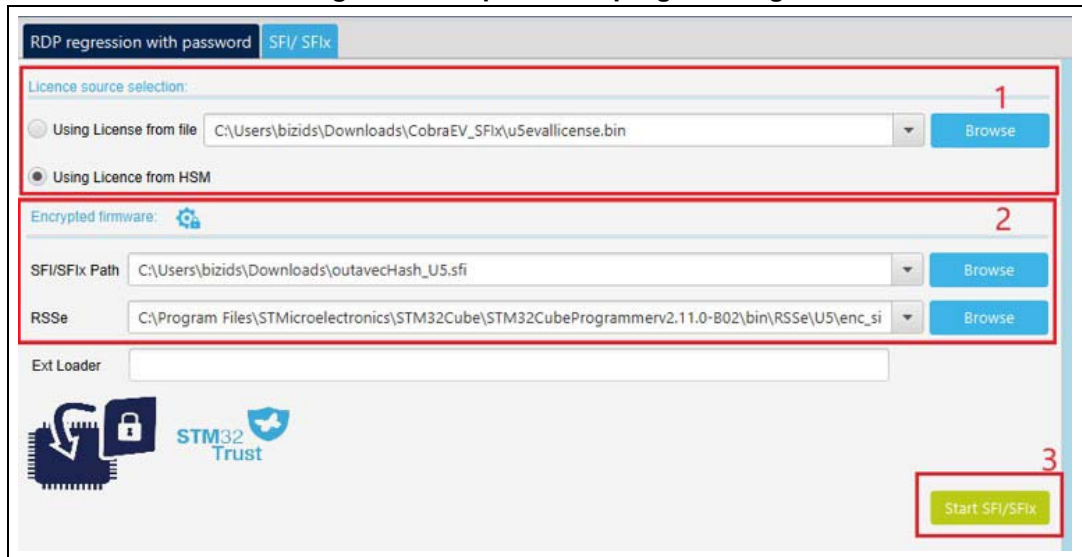 RDP regression with password SFI/ SFIx
Licence source selection:
1
Using License from file C:\Users\bizids\Downloads\CobraEV_SFIx\u5evallicense.bin Browse
Using Licence from HSM
Encrypted firmware:
2
SFI/SFIx Path C:\Users\bizids\Downloads\outavecHash_U5.sfi Browse
RSSe C:\Program Files\STMicroelectronics\STM32Cube\STM32CubeProgrammerv2.11.0-B02\bin\RSSe\U5\enc_si Browse
Ext Loader
STM32
Trust
3
Start SFI/SFIx